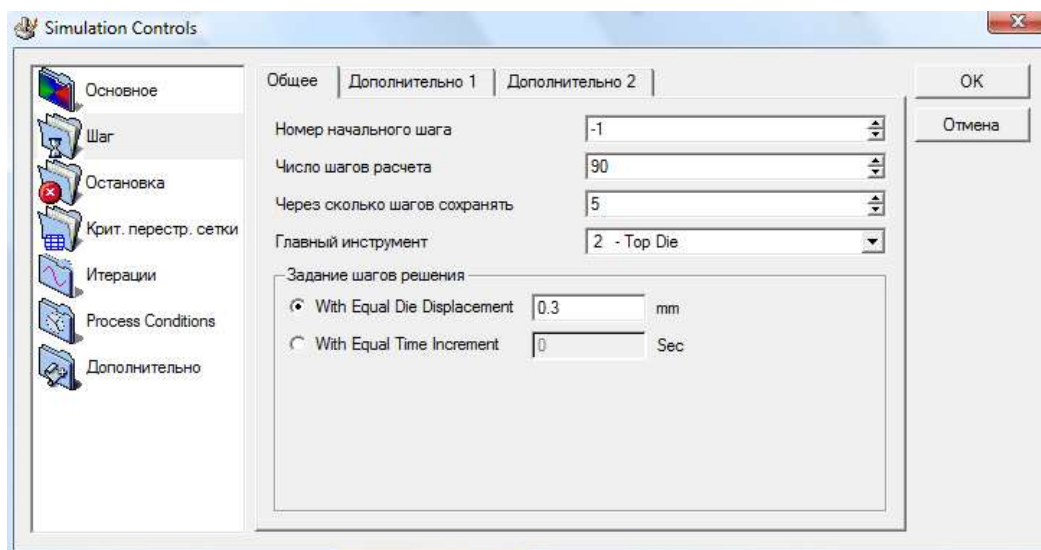 Simulation Controls
Основное
Шаг
Остановка
Крит. перестр. сетки
Итерации
Process Conditions
Дополнительно
Общее
Дополнительно 1
Дополнительно 2
Номер начального шага
-1
Число шагов расчета
90
Через сколько шагов сохранять
5
Главный инструмент
2 - Top Die
Задание шагов решения
With Equal Die Displacement
0.3
mm
With Equal Time Increment
0
Sec
OK
Отмена